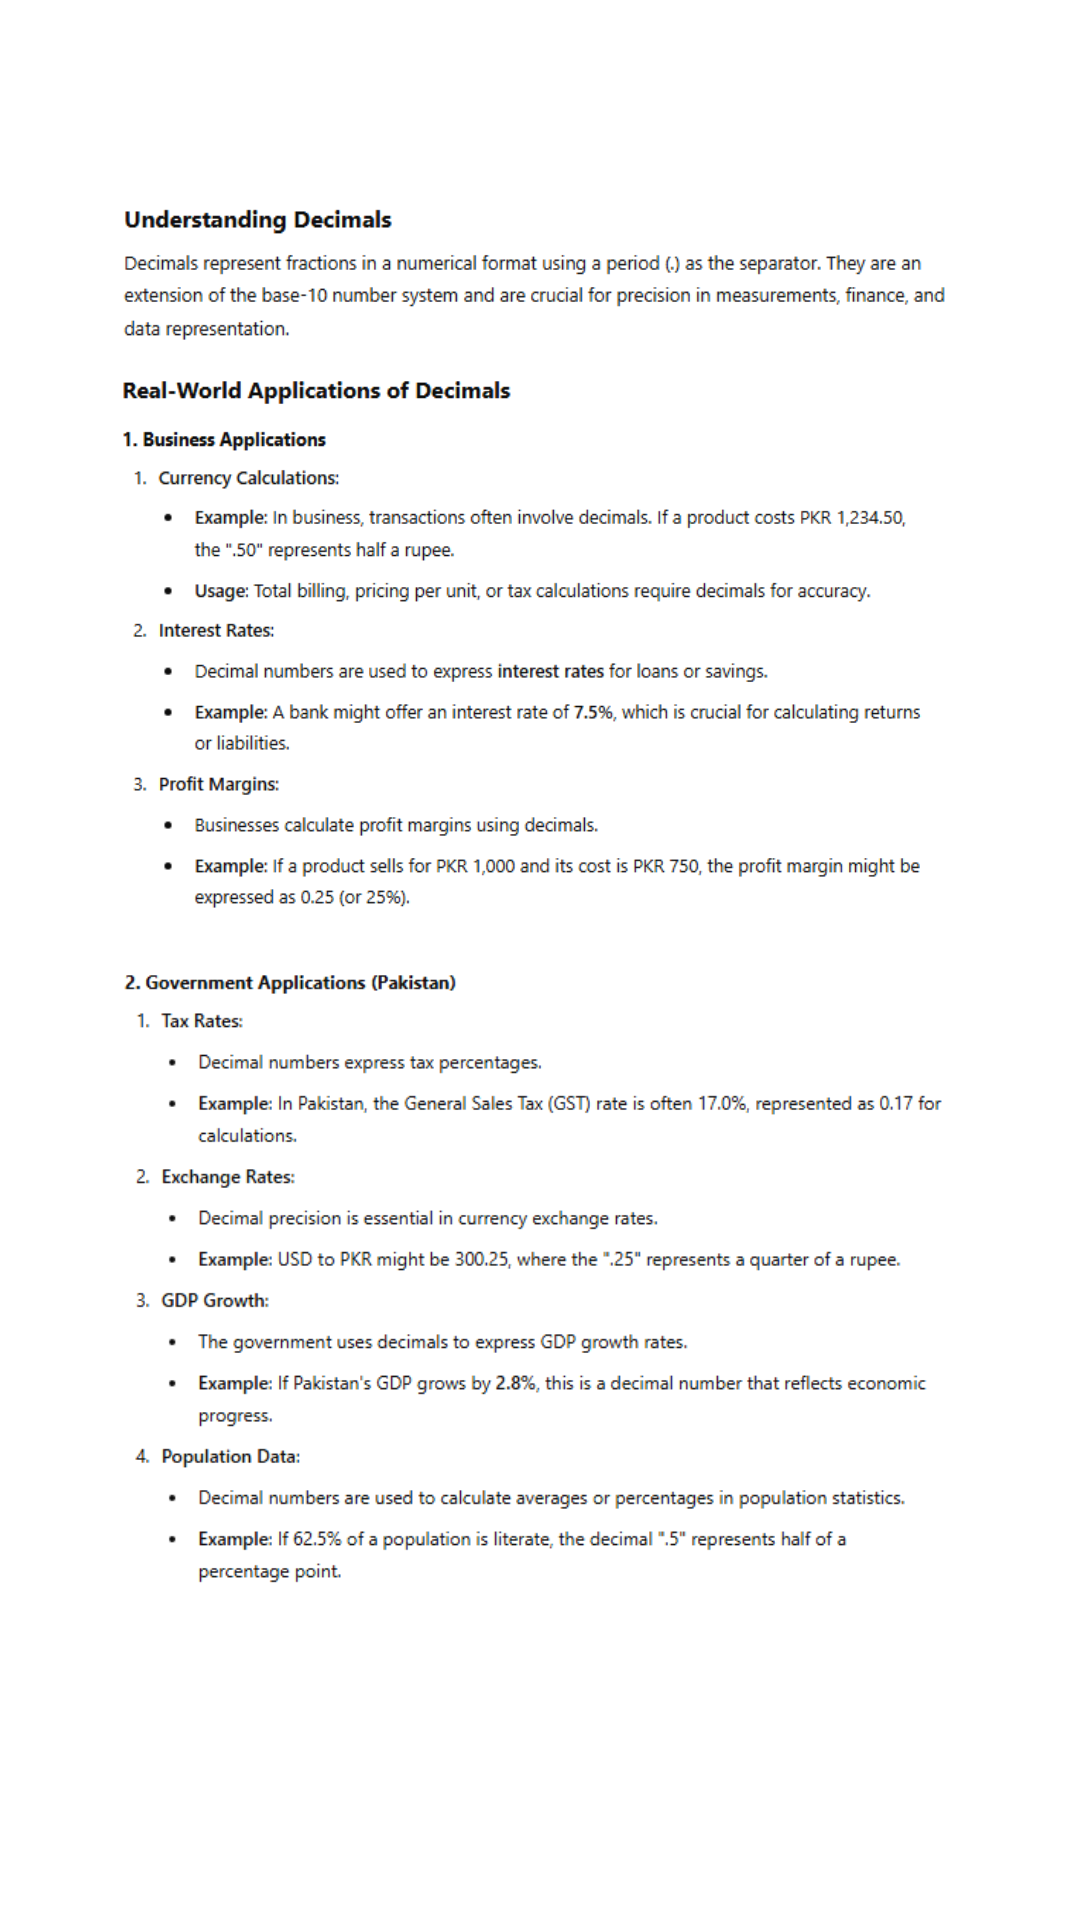 Understanding Decimals
Decimals represent fractions in a numerical format using a period (.) as the separator. They are an
extension of the base-10 number system and are crucial for precision in measurements, finance, and
data representation.
Real-World Applications of Decimals
1. Business Applications
1. Currency Calculations:
• Example: In business, transactions often involve decimals. If a product costs PKR 1,234.50,
the ".50" represents half a rupee.
• Usage: Total billing, pricing per unit, or tax calculations require decimals for accuracy.
2. Interest Rates:
• Decimal numbers are used to express interest rates for loans or savings.
• Example: A bank might offer an interest rate of 7.5%, which is crucial for calculating returns
or liabilities.
3. Profit Margins:
• Businesses calculate profit margins using decimals.
• Example: If a product sells for PKR 1,000 and its cost is PKR 750, the profit margin might be
expressed as 0.25 (or 25%).
2. Government Applications (Pakistan)
1. Tax Rates:
• Decimal numbers express tax percentages.
• Example: In Pakistan, the General Sales Tax (GST) rate is often 17.0%, represented as 0.17 for
calculations.
2. Exchange Rates:
• Decimal precision is essential in currency exchange rates.
• Example: USD to PKR might be 300.25, where the ".25" represents a quarter of a rupee.
3. GDP Growth:
• The government uses decimals to express GDP growth rates.
• Example: If Pakistan's GDP grows by 2.8%, this is a decimal number that reflects economic
progress.
4. Population Data:
• Decimal numbers are used to calculate averages or percentages in population statistics.
• Example: If 62.5% of a population is literate, the decimal ".5" represents half of a
percentage point.